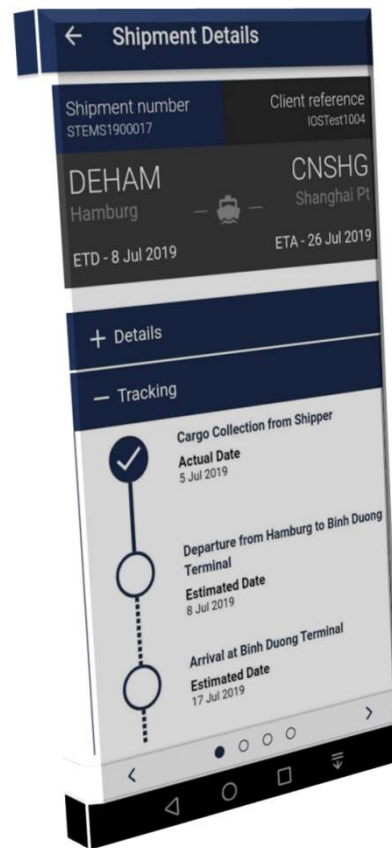 Shipment Details
Shipment number
STEMS1900017
Client reference
IOSTest1004
DEHAM
Hamburg
CNSHG
Shanghai Pt
ETD - 8 Jul 2019
ETA - 26 Jul 2019
+ Details
– Tracking
Cargo Collection from Shipper
Actual Date
5 Jul 2019
Departure from Hamburg to Binh Duong
Terminal
Estimated Date
8 Jul 2019
Arrival at Binh Duong Terminal
Estimated Date
17 Jul 2019